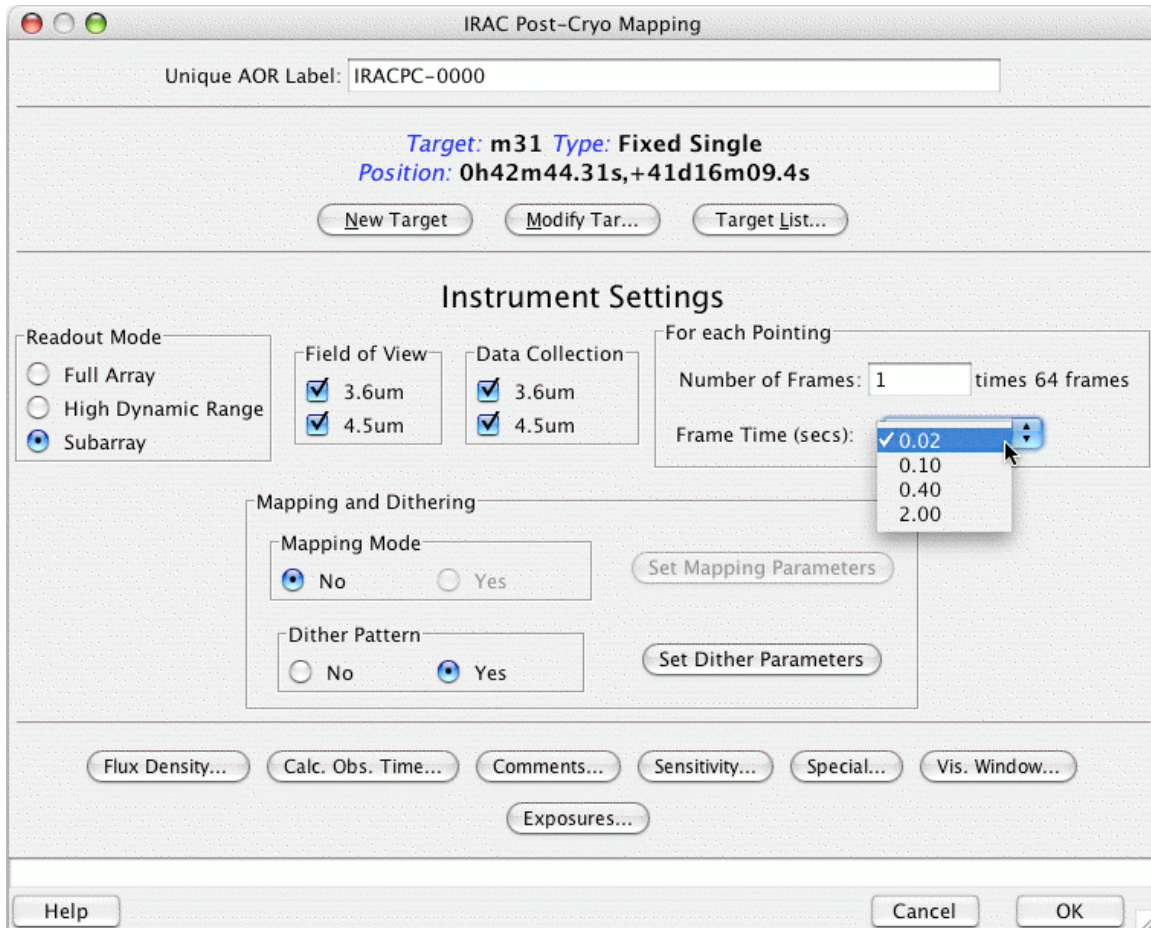 IRAC Post-Cryo Mapping
Unique AOR Label: IRACPC-0000
Target: m31 Type: Fixed Single
Position: 0h42m44.31s,+41d16m09.4s
New Target Modify Tar... Target List...
Instrument Settings
Readout Mode
Full Array
High Dynamic Range
Subarray
Field of View
3.6um
4.5um
Data Collection
3.6um
4.5um
For each Pointing
Number of Frames: 1 times 64 frames
Frame Time (secs):
0.02
0.10
0.40
2.00
Mapping and Dithering
Mapping Mode
No Yes
Set Mapping Parameters
Dither Pattern
No Yes
Set Dither Parameters
Flux Density... Calc. Obs. Time... Comments... Sensitivity... Special... Vis. Window...
Exposures...
Help Cancel OK